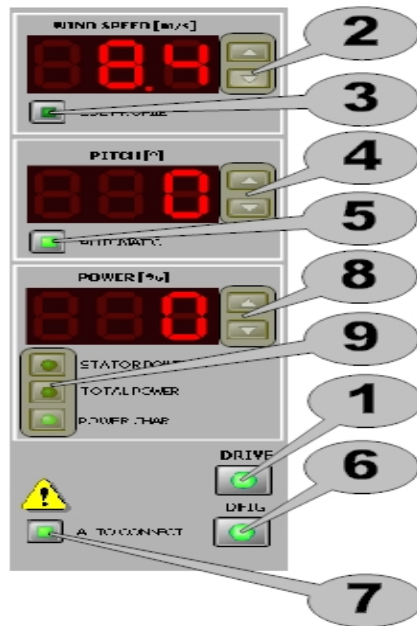 WIND SPEED [m/s]
8.4
2
3
PITCH [°]
0
4
AUTOMATIC
5
POWER [%]
0
8
STATOR POWER
9
TOTAL POWER
POWER CHAR
DRIVE
1
DFIG
6
AUTO CONNECT
7